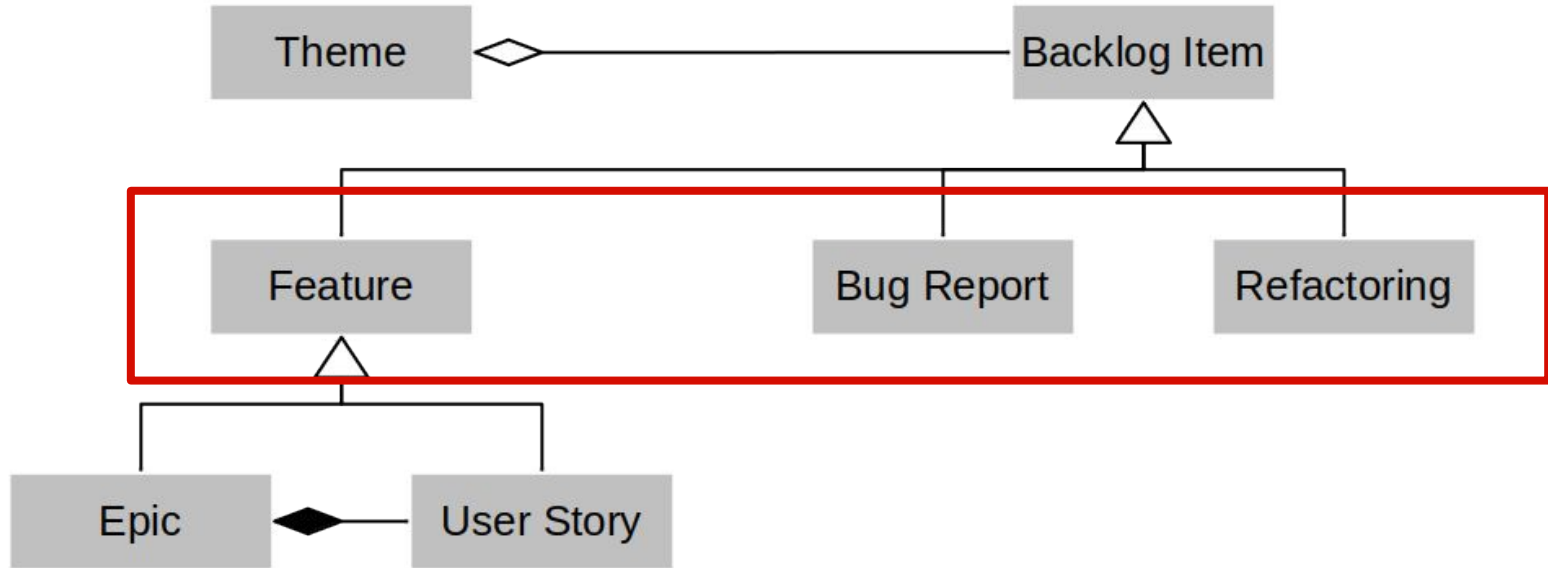 Theme
Backlog Item
Feature
Bug Report
Refactoring
Epic
User Story